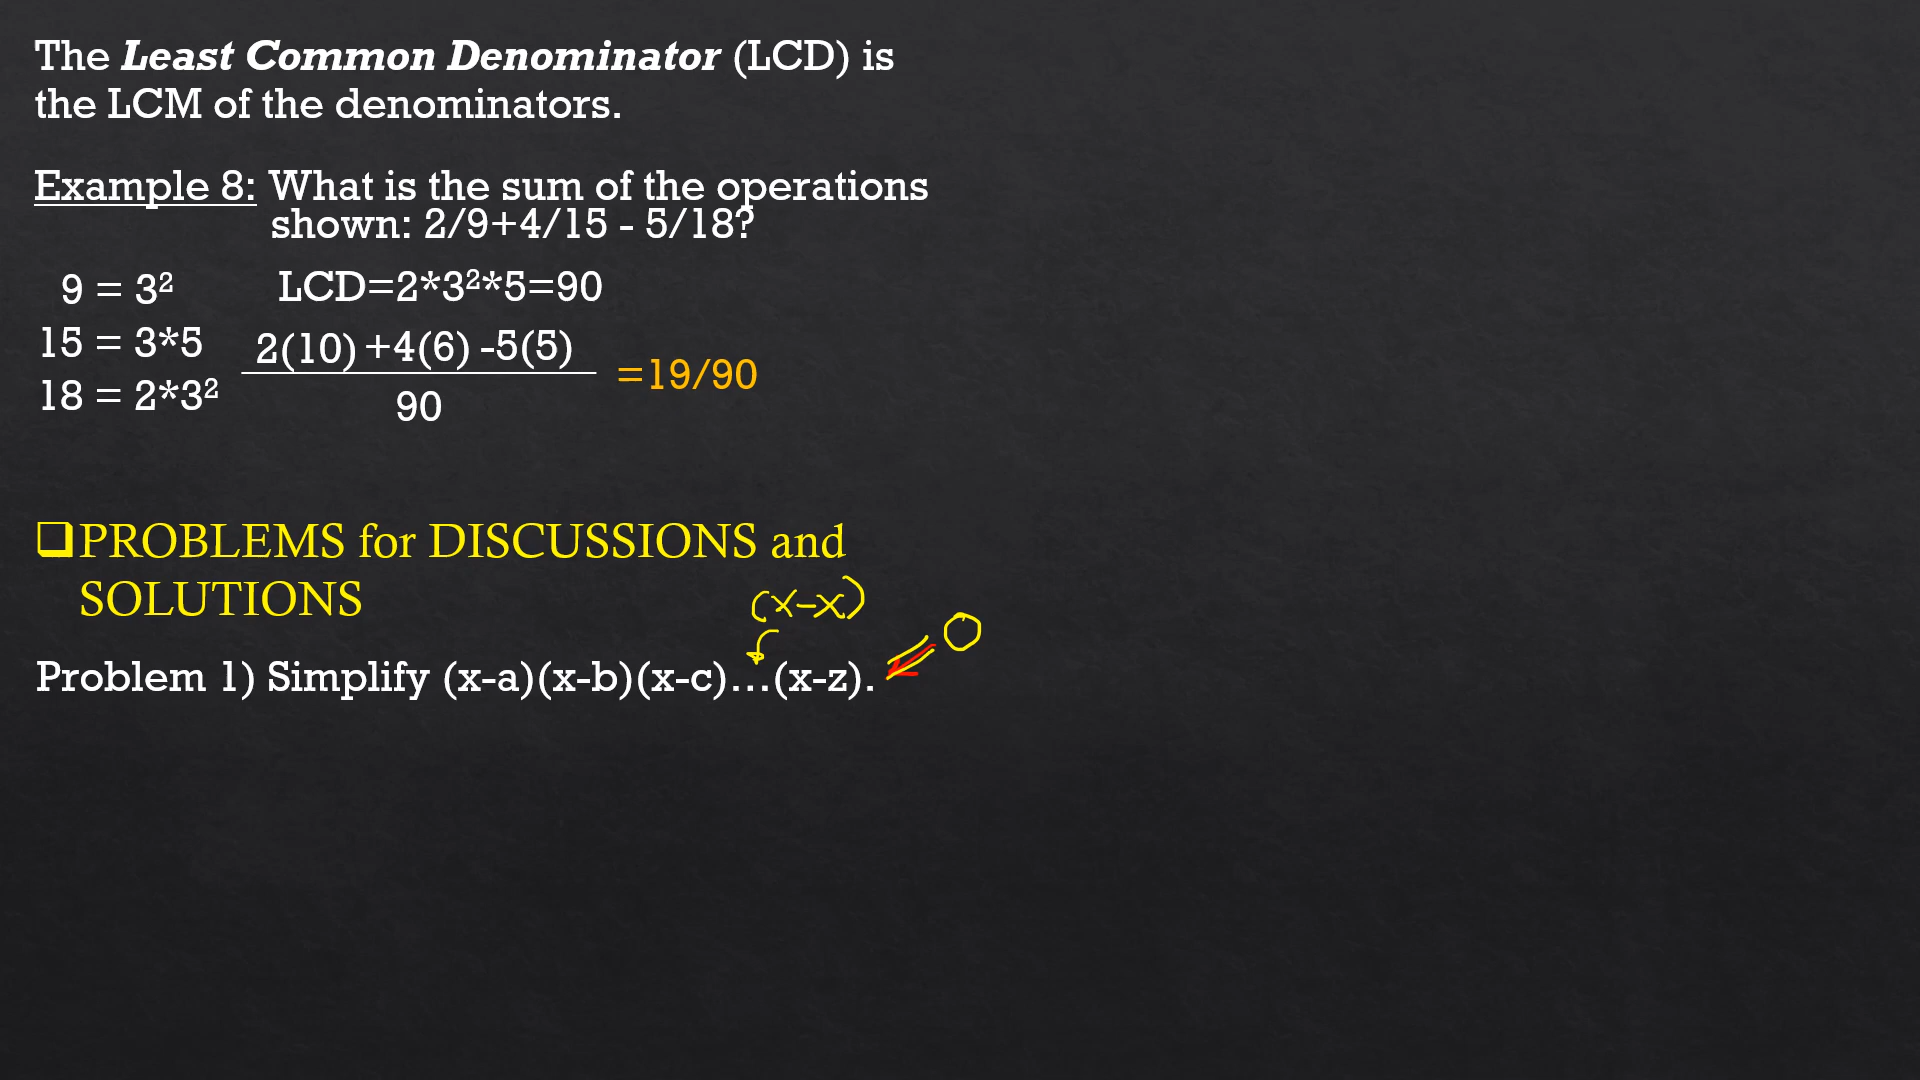 The Least Common Denominator (LCD) is
the LCM of the denominators.
Example 8: What is the sum of the operations
shown: 2/9+4/15 - 5/18?
9 = 3²
15 = 3*5
18 = 2*3²
LCD=2*3²*5=90
2(10) +4(6) -5(5)
90
=19/90
❑PROBLEMS for DISCUSSIONS and
SOLUTIONS
(x-x)
Problem 1) Simplify (x-a)(x-b)(x-c)...(x-z). = 0